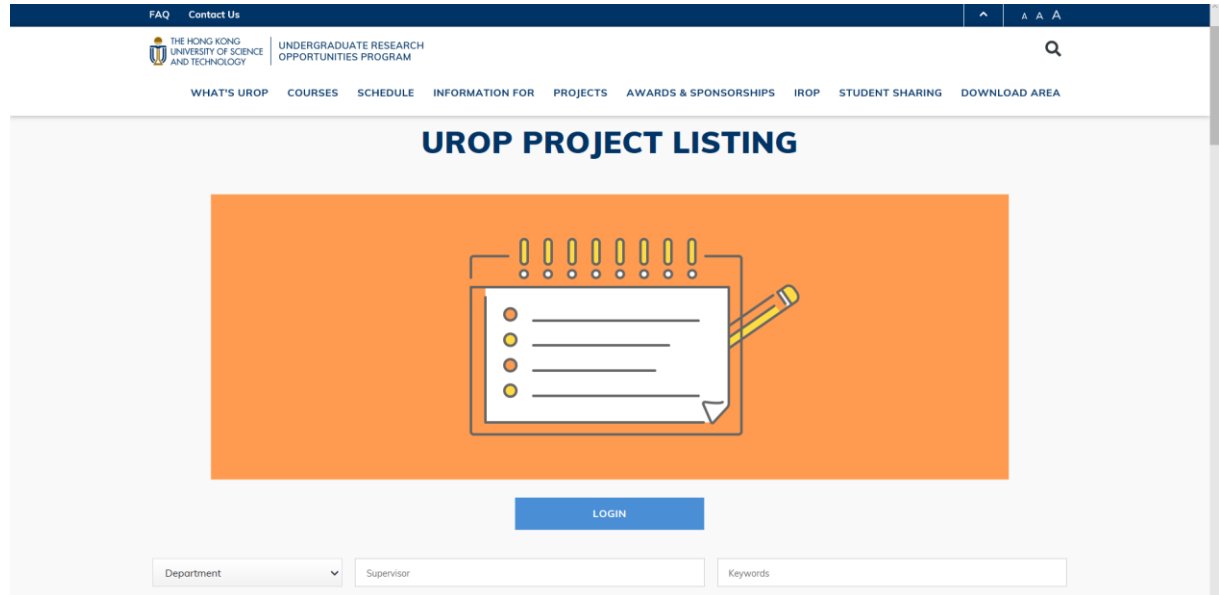 FAQ Contact Us A A A
THE HONG KONG
UNIVERSITY OF SCIENCE
AND TECHNOLOGY
UNDERGRADUATE RESEARCH
OPPORTUNITIES PROGRAM
WHAT'S UROP COURSES SCHEDULE INFORMATION FOR PROJECTS AWARDS & SPONSORSHIPS IROP STUDENT SHARING DOWNLOAD AREA
UROP PROJECT LISTING
LOGIN
Department Supervisor Keywords